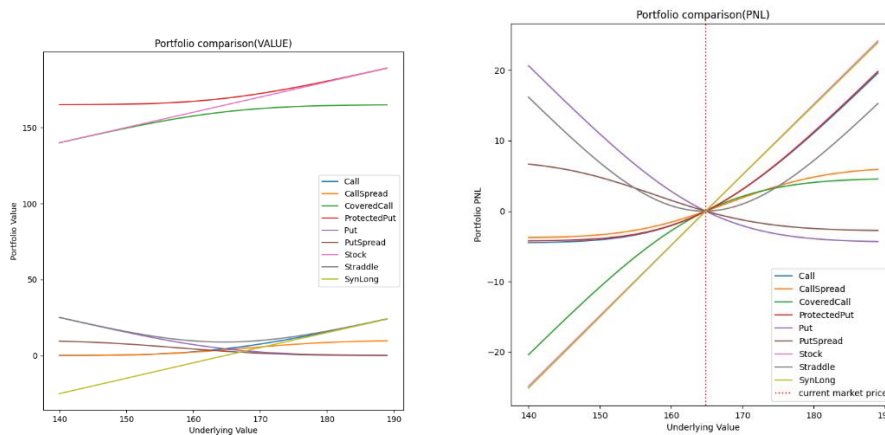 Portfolio comparison(VALUE)
Portfolio Value
150
100
50
0
Call
CallSpread
CoveredCall
ProtectedPut
Put
PutSpread
Stock
Straddle
SynLong
140
150
160
170
180
190
Underlying Value
Portfolio comparison(PNL)
Portfolio PNL
20
10
0
−10
−20
Call
CallSpread
CoveredCall
ProtectedPut
Put
PutSpread
Stock
Straddle
SynLong
current market price
140
150
160
170
180
Underlying Value